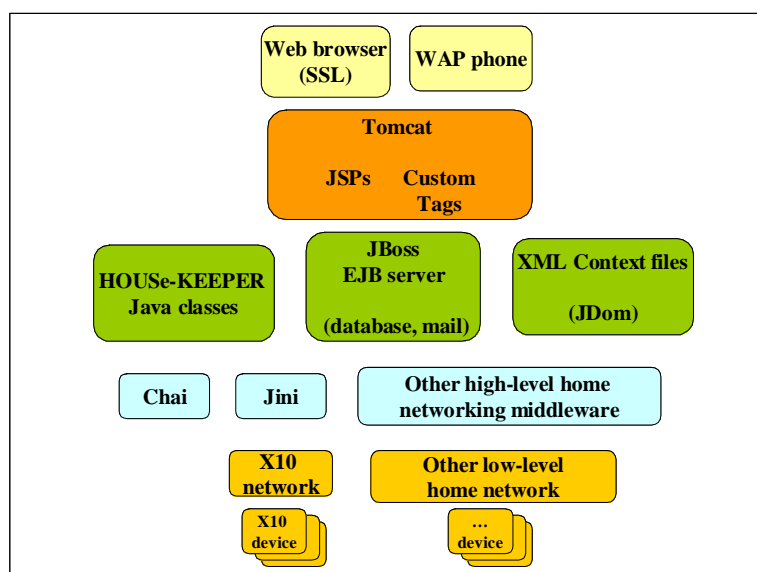 Web browser
(SSL)
WAP phone
Tomcat
JSPs Custom
Tags
HOUSe-KEEPER
Java classes
JBoss
EJB server
(database, mail)
XML Context files
(JDom)
Chai
Jini
Other high-level home
networking middleware
X10
network
Other low-level
home network
X10
device
...
device